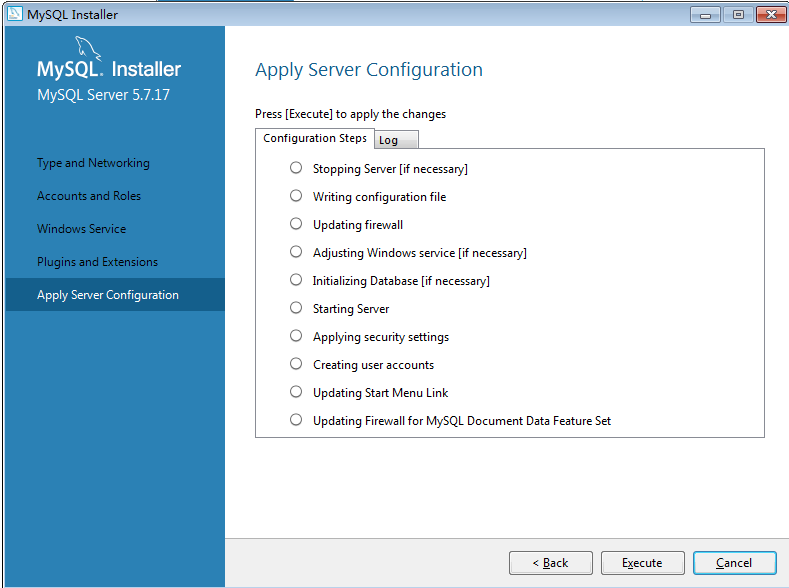 MySQL Installer
MySQL. Installer
MySQL Server 5.7.17
Type and Networking
Accounts and Roles
Windows Service
Plugins and Extensions
Apply Server Configuration
Apply Server Configuration
Press [Execute] to apply the changes
Configuration Steps Log
Stopping Server [if necessary]
Writing configuration file
Updating firewall
Adjusting Windows service [if necessary]
Initializing Database [if necessary]
Starting Server
Applying security settings
Creating user accounts
Updating Start Menu Link
Updating Firewall for MySQL Document Data Feature Set
< Back Execute Cancel